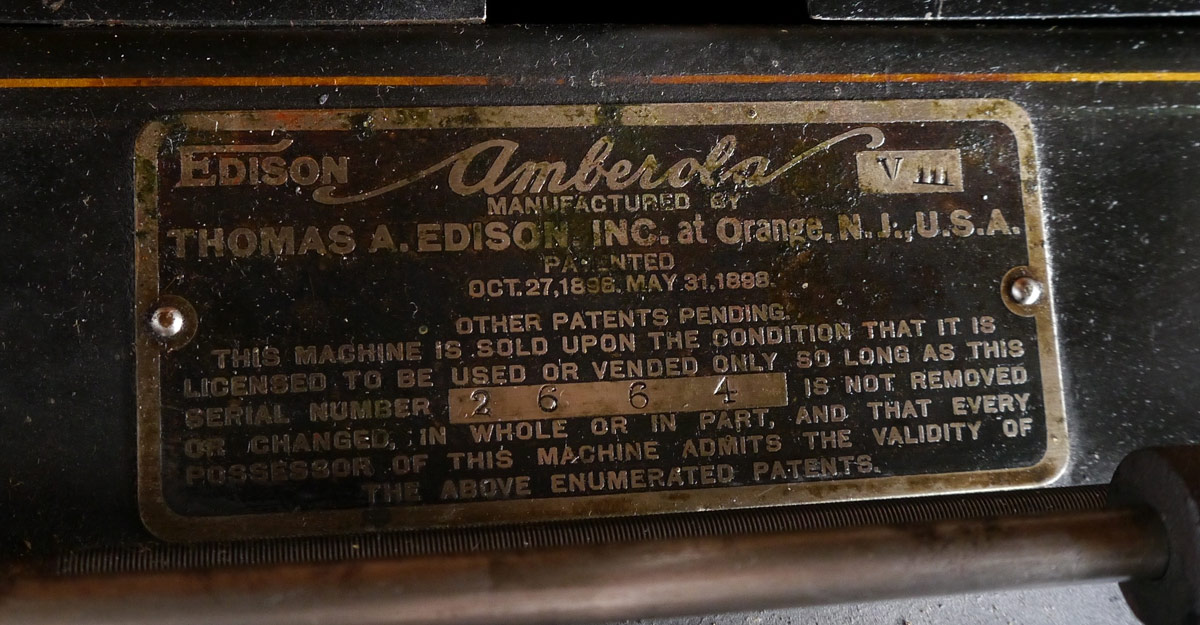 EDISON Amberola VIII
MANUFACTURED BY
THOMAS A. EDISON, INC. at Orange, N.J., U.S.A.
PATENTED
OCT. 27, 1896. MAY 31, 1898.
OTHER PATENTS PENDING.
THIS MACHINE IS SOLD UPON THE CONDITION THAT IT IS
LICENSED TO BE USED OR VENDED ONLY SO LONG AS THIS
SERIAL NUMBER 2664 IS NOT REMOVED
OR CHANGED, IN WHOLE OR IN PART, AND THAT EVERY
POSSESSOR OF THIS MACHINE ADMITS THE VALIDITY OF
THE ABOVE ENUMERATED PATENTS.